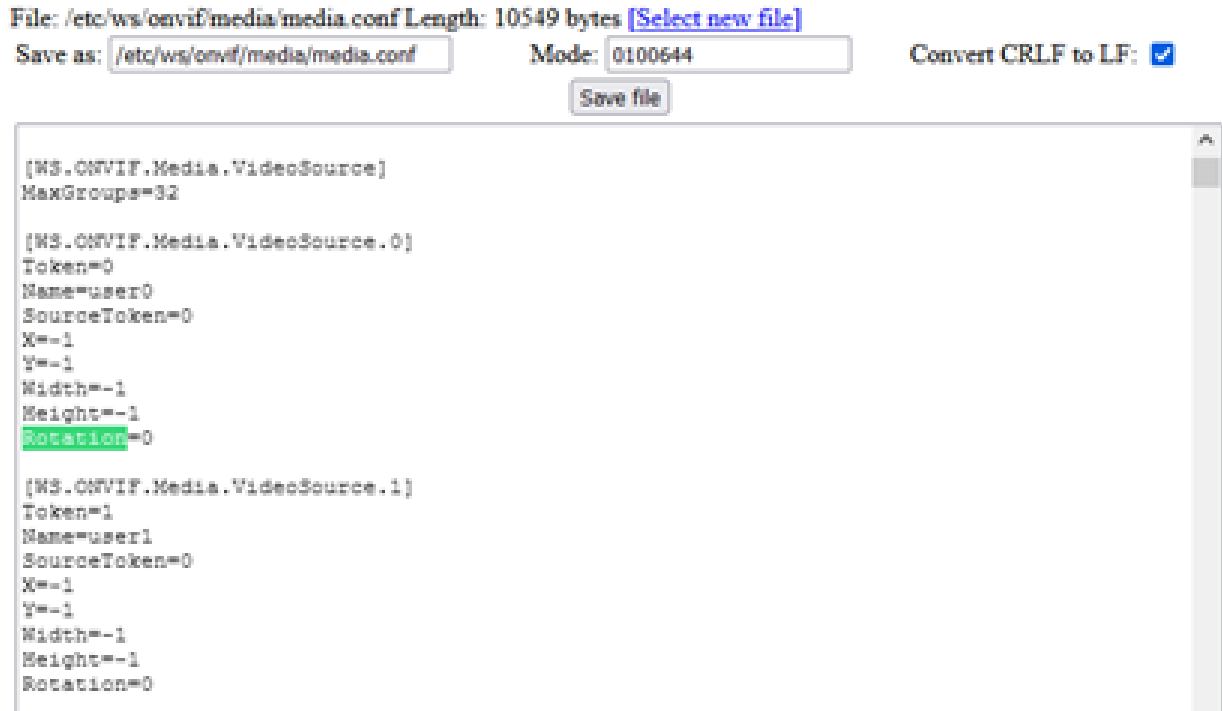 File: /etc/ws/onvif/media/media.conf Length: 10549 bytes [Select new file]
Save as: /etc/ws/onvif/media/media.conf Mode: 0100644 Convert CRLF to LF:
Save file
[WS.ONVIF.Media.VideoSource]
MaxGroups=32
[WS.ONVIF.Media.VideoSource.0]
Token=0
Name=user0
SourceToken=0
X=-1
Y=-1
Width=-1
Height=-1
Rotation=0
[WS.ONVIF.Media.VideoSource.1]
Token=1
Name=user1
SourceToken=0
X=-1
Y=-1
Width=-1
Height=-1
Rotation=0